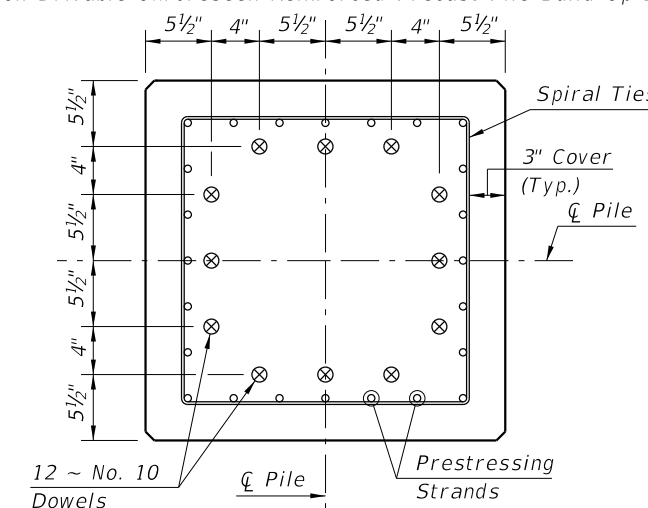 5½" 4" 5½" 5½" 4" 5½"
Spiral Ties
3" Cover
(Typ.)
℄ Pile
5½"
4"
5½"
5½"
4"
5½"
12 ~ No. 10
Dowels
℄ Pile
Prestressing
Strands